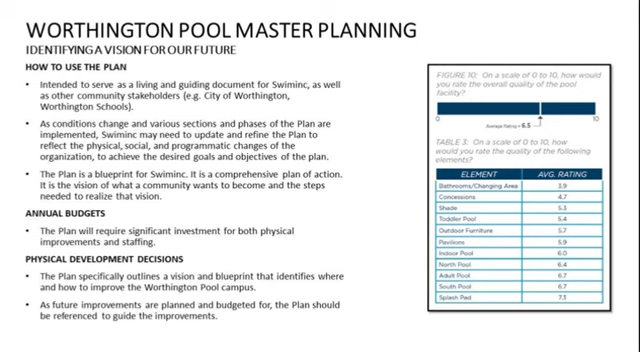 WORTHINGTON POOL MASTER PLANNING
IDENTIFYING A VISION FOR OUR FUTURE
HOW TO USE THE PLAN
• Intended to serve as a living and guiding document for Swiminc, as well
as other community stakeholders (e.g. City of Worthington,
Worthington Schools).
• As conditions change and various sections and phases of the Plan are
implemented, Swiminc may need to update and refine the Plan to
reflect the physical, social, and programmatic changes of the
organization, to achieve the desired goals and objectives of the plan.
• The Plan is a blueprint for Swiminc. It is a comprehensive plan of action.
It is the vision of what a community wants to become and the steps
needed to realize that vision.
ANNUAL BUDGETS
• The Plan will require significant investment for both physical
improvements and staffing.
PHYSICAL DEVELOPMENT DECISIONS
• The Plan specifically outlines a vision and blueprint that identifies where
and how to improve the Worthington Pool campus.
• As future improvements are planned and budgeted for, the Plan should
be referenced to guide the improvements.
FIGURE 10: On a scale of 0 to 10, how would
you rate the overall quality of the pool
facility?
0 10
Average Rating = 6.5
TABLE 3: On a scale of 0 to 10, how
would you rate the quality of the following
elements?
ELEMENT AVG. RATING
Bathrooms/Changing Area 3.9
Concessions 4.7
Shade 5.3
Toddler Pool 5.4
Outdoor Furniture 5.7
Pavilions 5.9
Indoor Pool 6.0
North Pool 6.4
Adult Pool 6.7
South Pool 6.7
Splash Pad 7.3